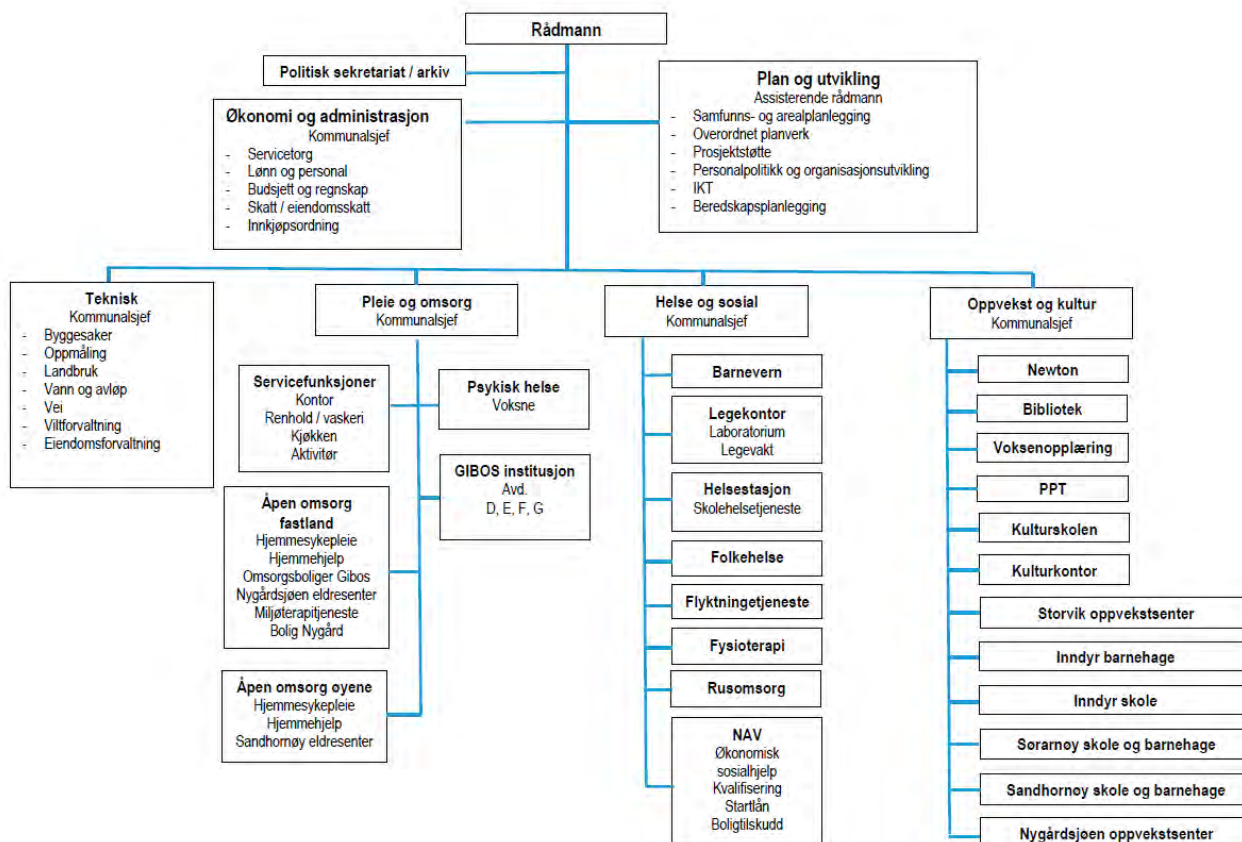 Rådmann
Politisk sekretariat / arkiv
Økonomi og administrasjon
Kommunalsjef
- Servicetorg
- Lønn og personal
- Budsjett og regnskap
- Skatt / eiendomsskatt
- Innkjøpsordning
Plan og utvikling
Assisterende rådmann
- Samfunns- og arealplanlegging
- Overordnet planverk
- Prosjektstøtte
- Personalpolitikk og organisasjonsutvikling
- IKT
- Beredskapsplanlegging
Teknisk
Kommunalsjef
- Byggesaker
- Oppmåling
- Landbruk
- Vann og avløp
- Vei
- Viltforvaltning
- Eiendomsforvaltning
Pleie og omsorg
Kommunalsjef
Servicefunksjoner
Kontor
Renhold / vaskeri
Kjøkken
Aktivitør
Psykisk helse
Voksne
GIBOS institusjon
Avd.
D, E, F, G
Åpen omsorg
fastland
Hjemmesykepleie
Hjemmehjelp
Omsorgsboliger Gibos
Nygårdsjøen eldresenter
Miljøterapitjeneste
Bolig Nygård
Åpen omsorg øyene
Hjemmesykepleie
Hjemmehjelp
Sandhornøy eldresenter
Helse og sosial
Kommunalsjef
Barnevern
Legekontor
Laboratorium
Legevakt
Helsestasjon
Skolehelsetjeneste
Folkehelse
Flyktningetjeneste
Fysioterapi
Rusomsorg
NAV
Økonomisk
sosialhjelp
Kvalifisering
Startlån
Boligtilskudd
Oppvekst og kultur
Kommunalsjef
Newton
Bibliotek
Voksenopplæring
PPT
Kulturskolen
Kulturkontor
Storvik oppvekstsenter
Inndyr barnehage
Inndyr skole
Sørarnøy skole og barnehage
Sandhornøy skole og barnehage
Nygårdsjøen oppvekstsenter